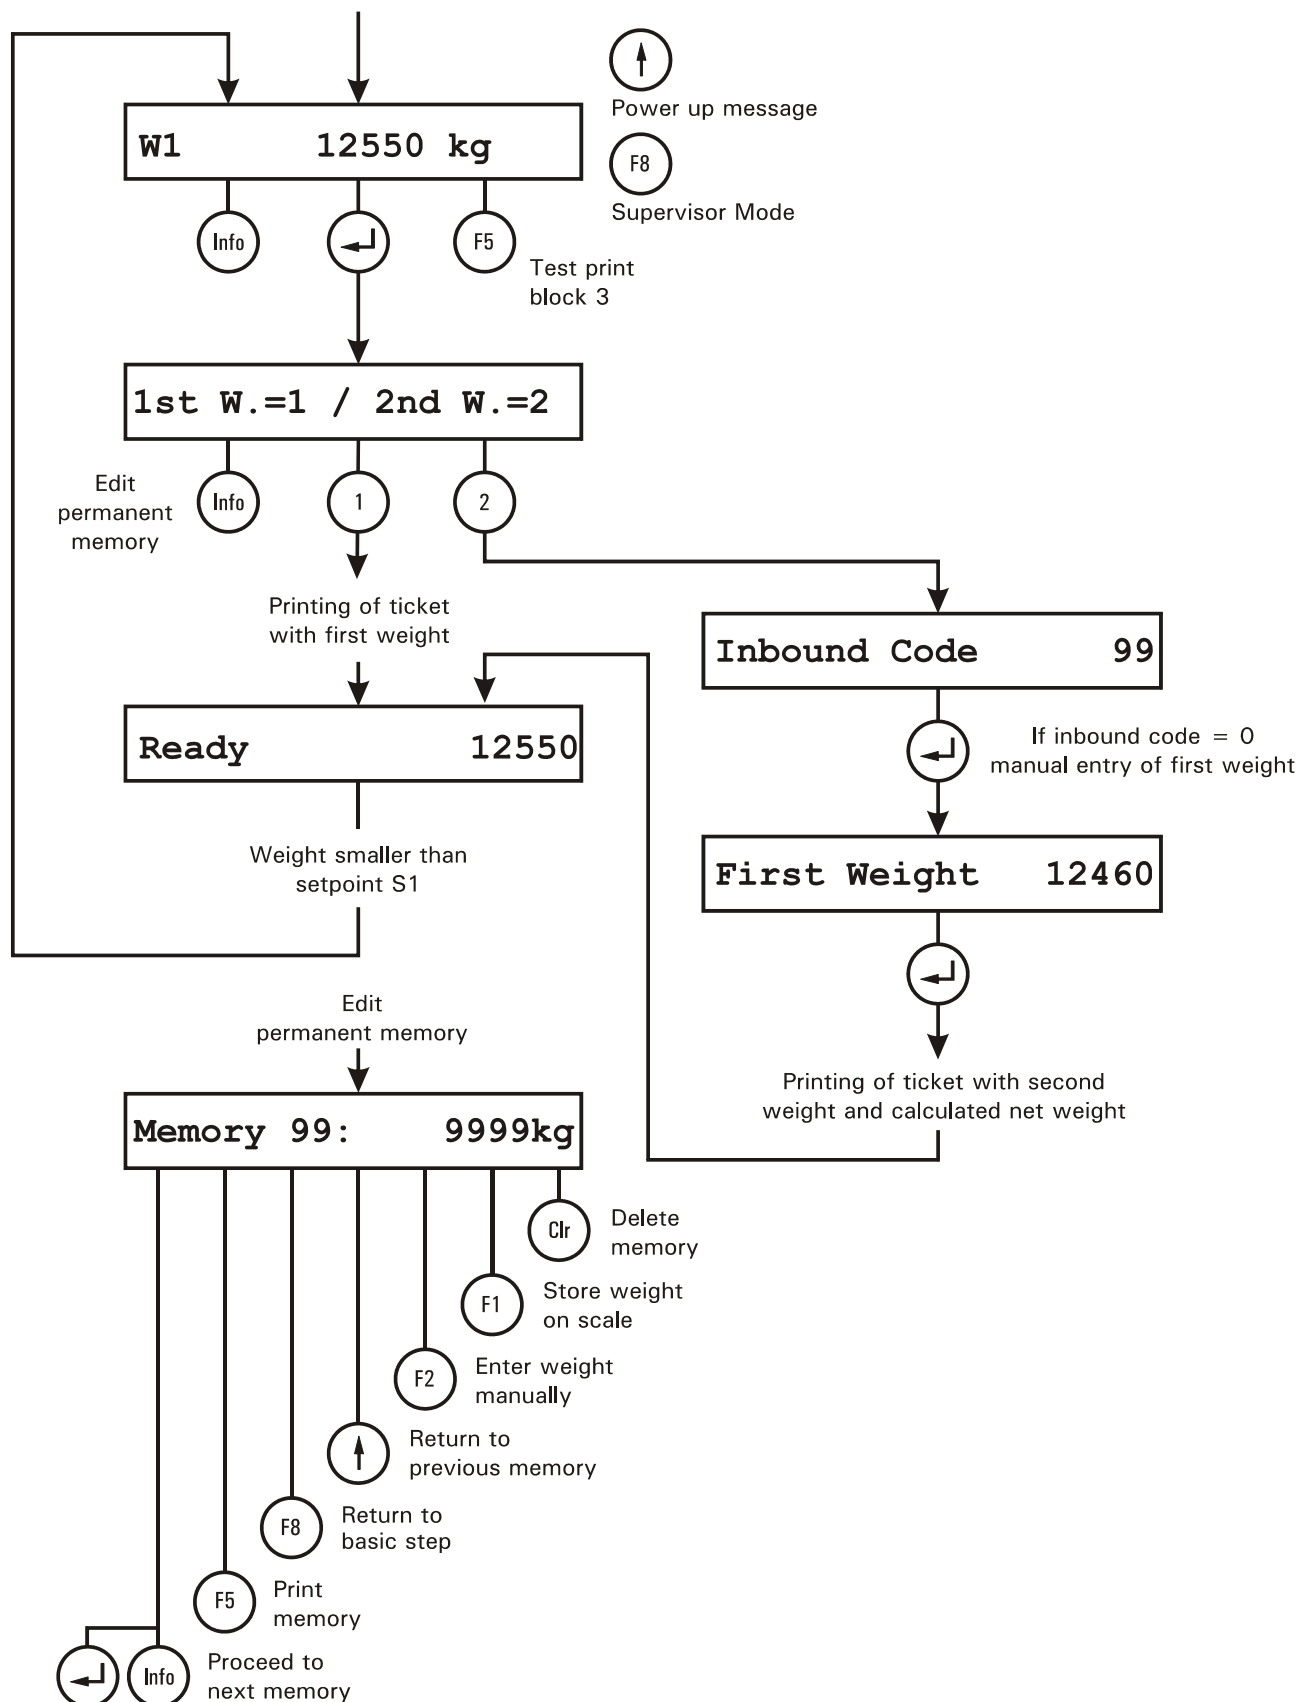 Power up message
W1 12550 kg
F8
Supervisor Mode
Info
F5
Test print
block 3
1st W.=1 / 2nd W.=2
Edit
permanent
memory
Info
1
2
Printing of ticket
with first weight
Inbound Code 99
Ready 12550
If inbound code = 0
manual entry of first weight
Weight smaller than
setpoint S1
First Weight 12460
Edit
permanent memory
Printing of ticket with second
weight and calculated net weight
Memory 99: 9999kg
Clr
Delete
memory
F1
Store weight
on scale
F2
Enter weight
manually
Return to
previous memory
F8
Return to
basic step
F5
Print
memory
Info
Proceed to
next memory